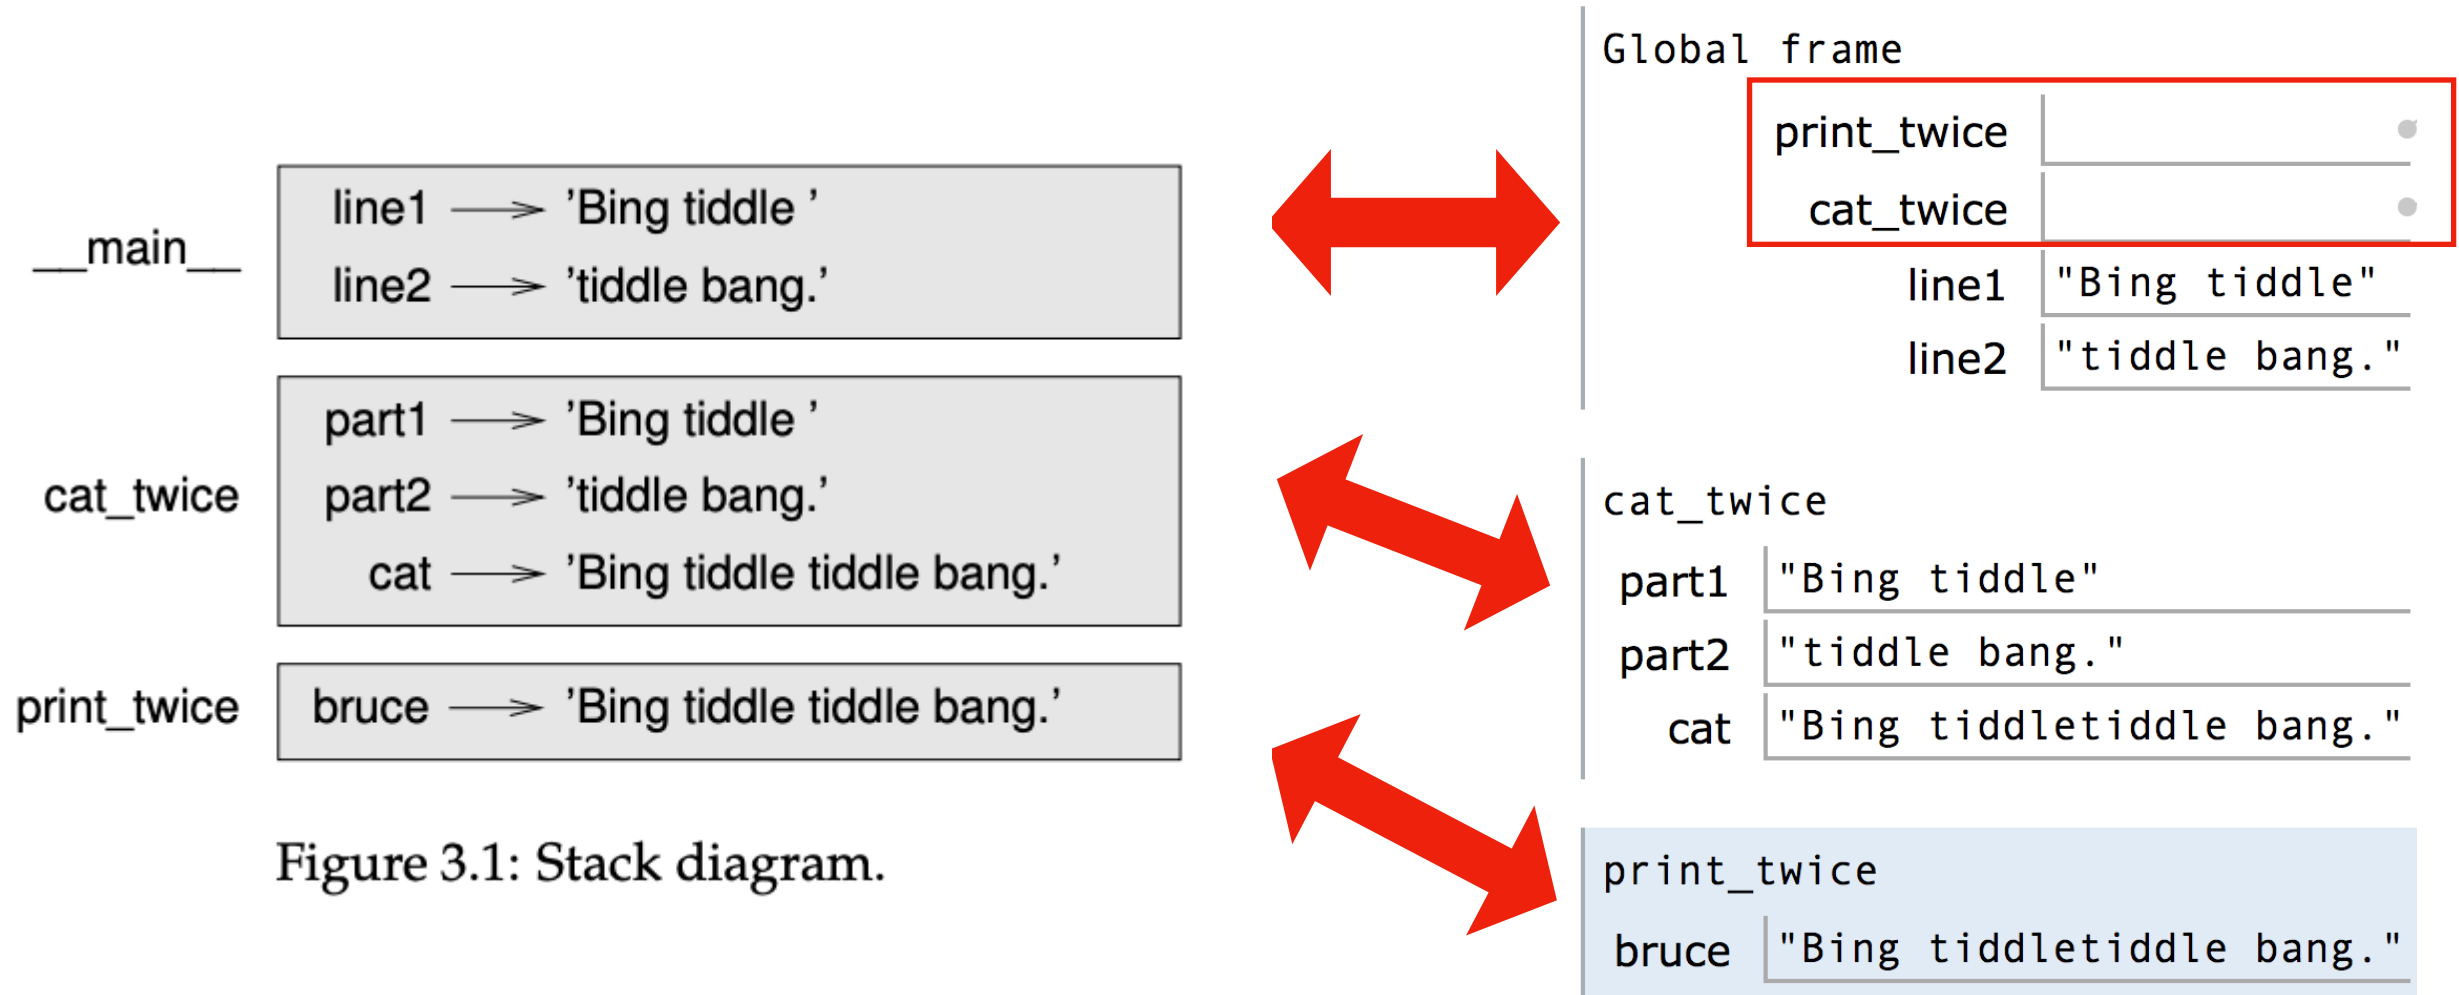 __main__
line1 ’Bing tiddle ’
line2 ’tiddle bang.’
cat_twice
part1 ’Bing tiddle ’
part2 ’tiddle bang.’
cat ’Bing tiddle tiddle bang.’
print_twice
bruce ’Bing tiddle tiddle bang.’
Figure 3.1: Stack diagram.
Global frame
print_twice
cat_twice
line1 "Bing tiddle"
line2 "tiddle bang."
cat_twice
part1 "Bing tiddle"
part2 "tiddle bang."
cat "Bing tiddletiddle bang."
print_twice
bruce "Bing tiddletiddle bang."